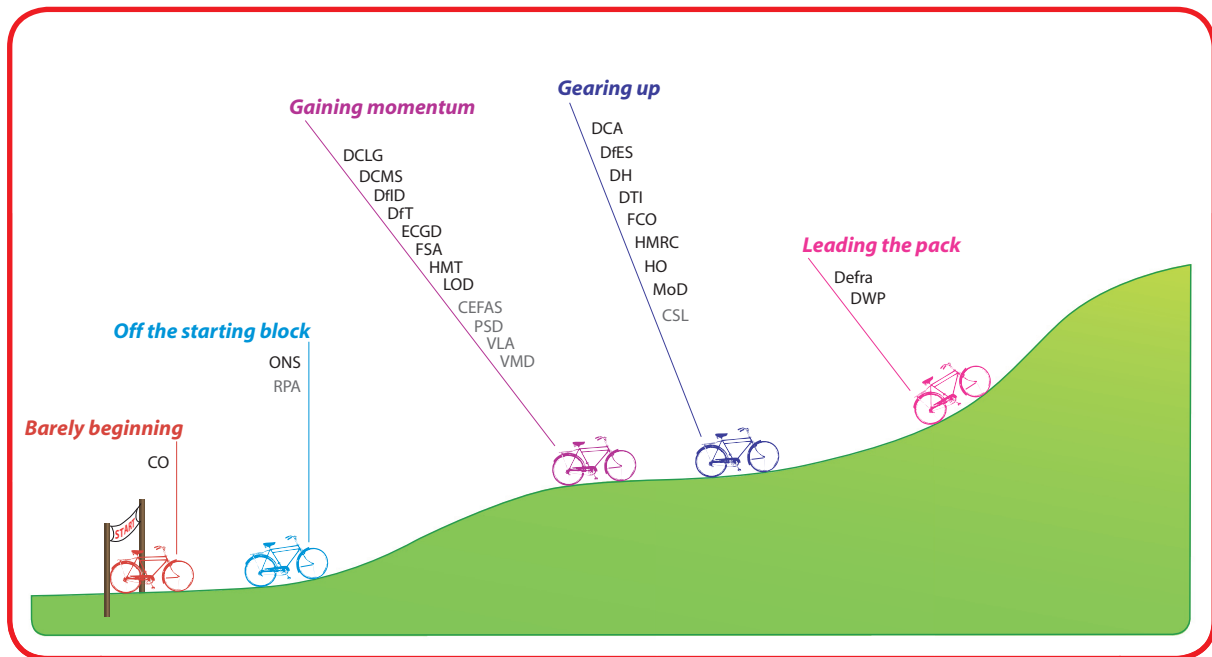 Barely beginning
CO
START
Off the starting block
ONS
RPA
Gaining momentum
DCLG
DCMS
DfID
DfT
ECGD
FSA
HMT
LOD
CEFAS
PSD
VLA
VMD
Gearing up
DCA
DfES
DH
DTI
FCO
HMRC
HO
MoD
CSL
Leading the pack
Defra
DWP